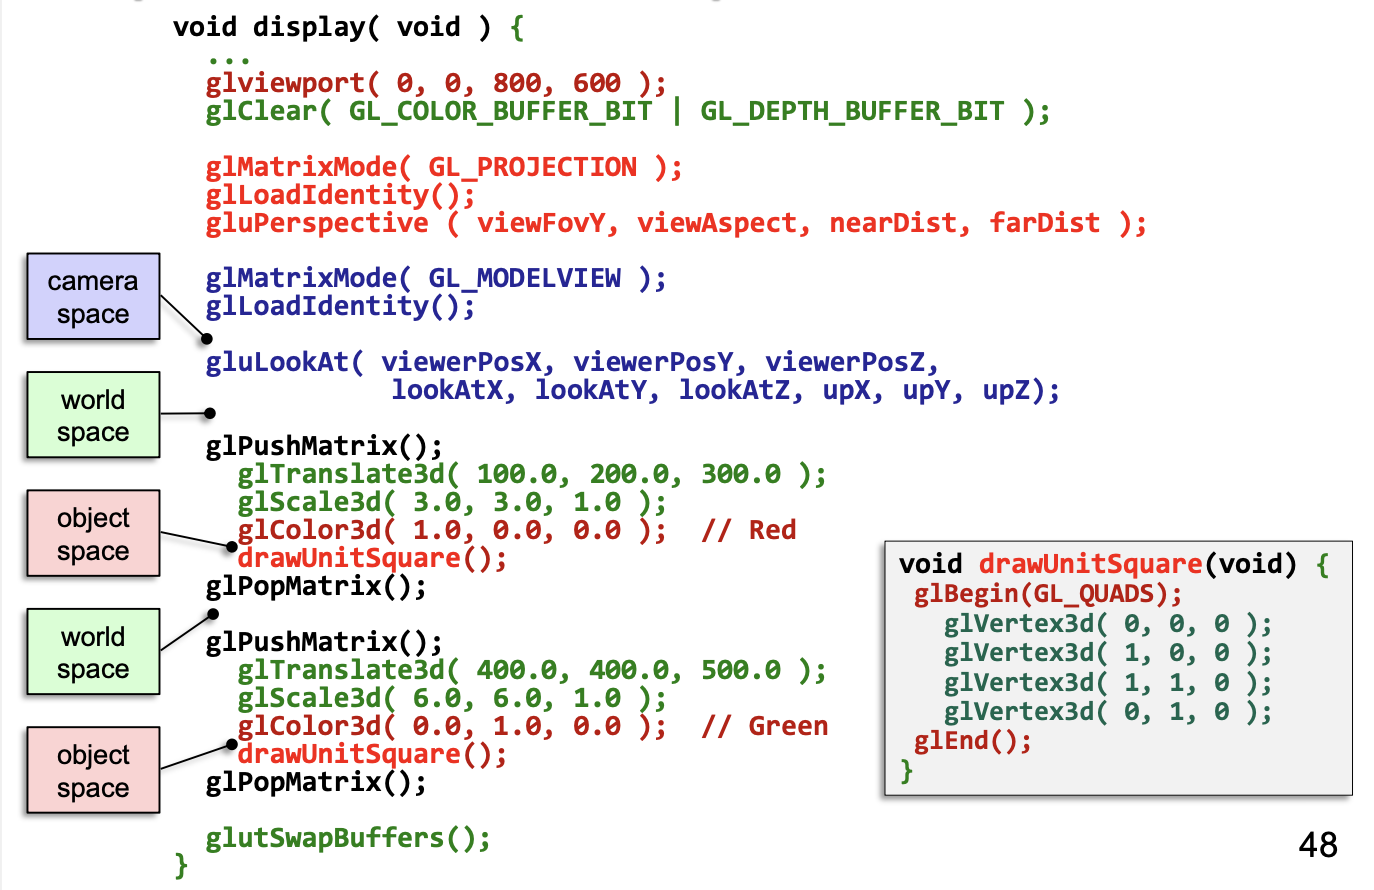 void display( void ) {
...
glviewport( 0, 0, 800, 600 );
glClear( GL_COLOR_BUFFER_BIT | GL_DEPTH_BUFFER_BIT );
glMatrixMode( GL_PROJECTION );
glLoadIdentity();
gluPerspective ( viewFovY, viewAspect, nearDist, farDist );
camera
space
glMatrixMode( GL_MODELVIEW );
glLoadIdentity();
gluLookAt( viewerPosX, viewerPosY, viewerPosZ,
lookAtX, lookAtY, lookAtZ, upX, upY, upZ);
world
space
glPushMatrix();
glTranslate3d( 100.0, 200.0, 300.0 );
glScale3d( 3.0, 3.0, 1.0 );
glColor3d( 1.0, 0.0, 0.0 ); // Red
drawUnitSquare();
glPopMatrix();
object
space
world
space
glPushMatrix();
glTranslate3d( 400.0, 400.0, 500.0 );
glScale3d( 6.0, 6.0, 1.0 );
glColor3d( 0.0, 1.0, 0.0 ); // Green
drawUnitSquare();
glPopMatrix();
object
space
glutSwapBuffers();
}
void drawUnitSquare(void) {
glBegin(GL_QUADS);
glVertex3d( 0, 0, 0 );
glVertex3d( 1, 0, 0 );
glVertex3d( 1, 1, 0 );
glVertex3d( 0, 1, 0 );
glEnd();
}
48